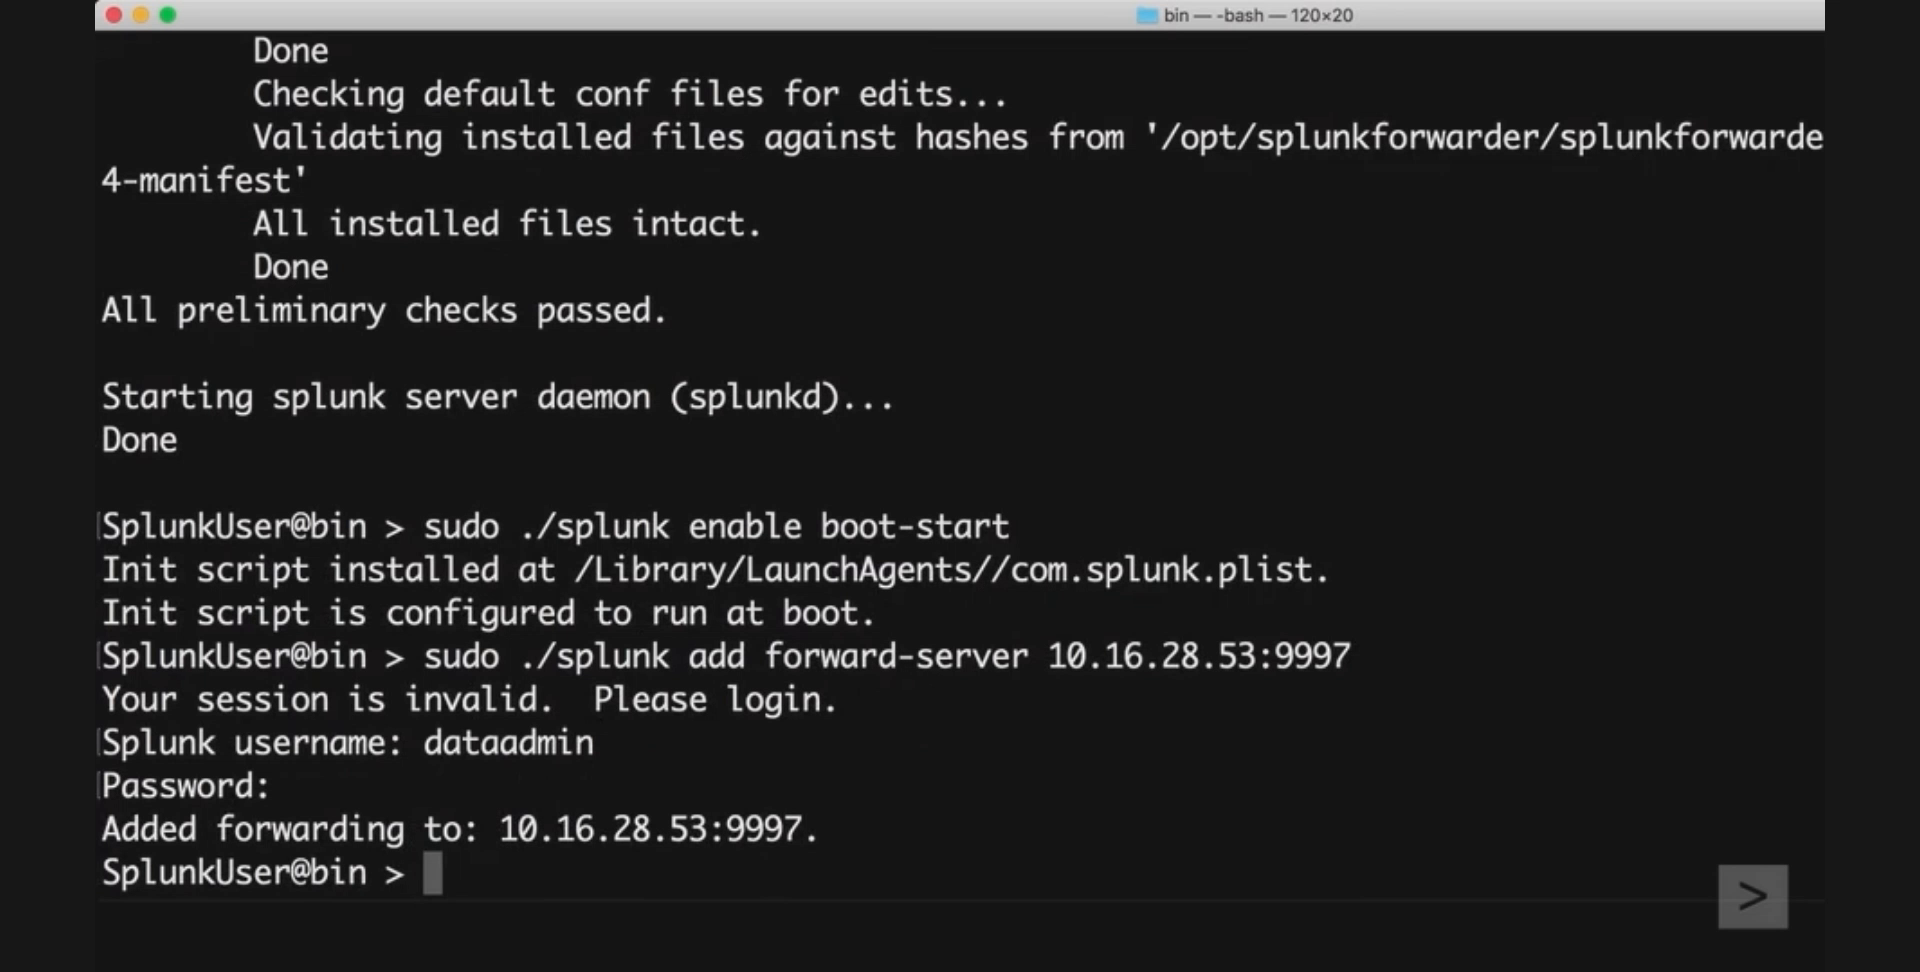 bin — -bash — 120×20
Done
Checking default conf files for edits...
Validating installed files against hashes from '/opt/splunkforwarder/splunkforwarde
4-manifest'
All installed files intact.
Done
All preliminary checks passed.
Starting splunk server daemon (splunkd)...
Done
SplunkUser@bin > sudo ./splunk enable boot-start
Init script installed at /Library/LaunchAgents//com.splunk.plist.
Init script is configured to run at boot.
SplunkUser@bin > sudo ./splunk add forward-server 10.16.28.53:9997
Your session is invalid.  Please login.
Splunk username: dataadmin
Password:
Added forwarding to: 10.16.28.53:9997.
SplunkUser@bin >
>